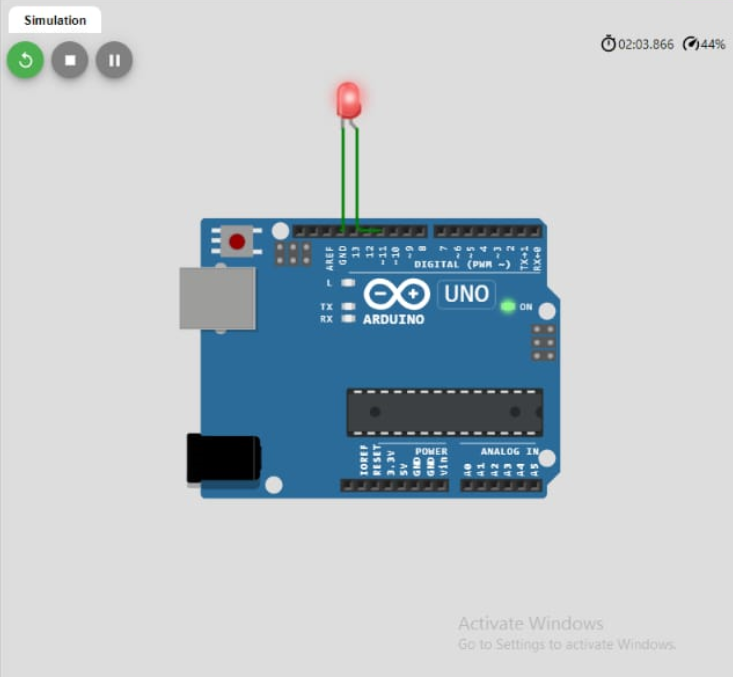 Simulation
02:03.866 44%
AREF
GND
13
12
~11
~10
~9
8
7
~6
~5
4
~3
2
TX→1
RX←0
DIGITAL (PWM ~)
L
UNO
ON
TX
RX
ARDUINO
POWER
ANALOG IN
IOREF
RESET
3.3V
5V
GND
GND
Vin
A0
A1
A2
A3
A4
A5
Activate Windows
Go to Settings to activate Windows.